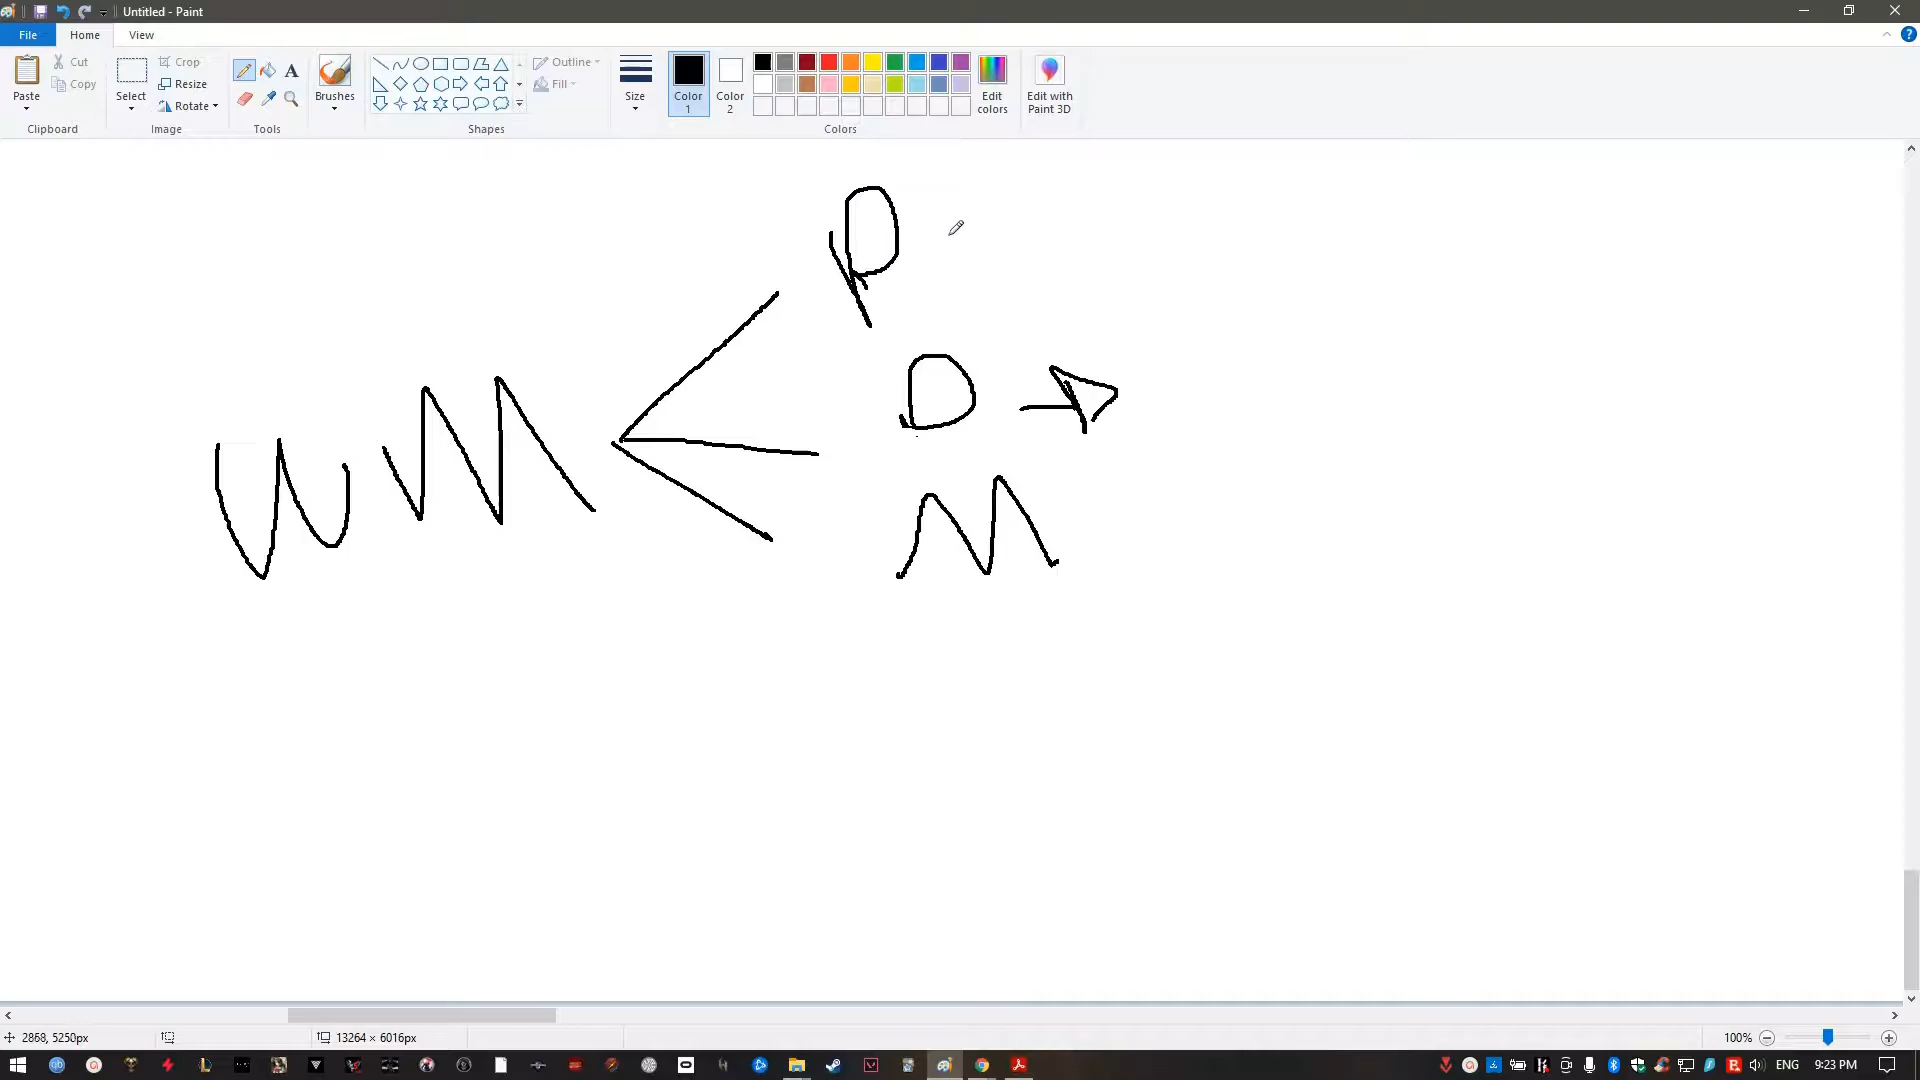 Untitled - Paint
File Home View
Paste
Cut
Copy
Clipboard
Select
Crop
Resize
Rotate
Image
A
Tools
Brushes
Shapes
Outline
Fill
Size
Color 1
Color 2
Colors
Edit colors
Edit with Paint 3D
P
D
WM
M
2868, 5250px
13264 × 6016px
100%
ENG 9:23 PM